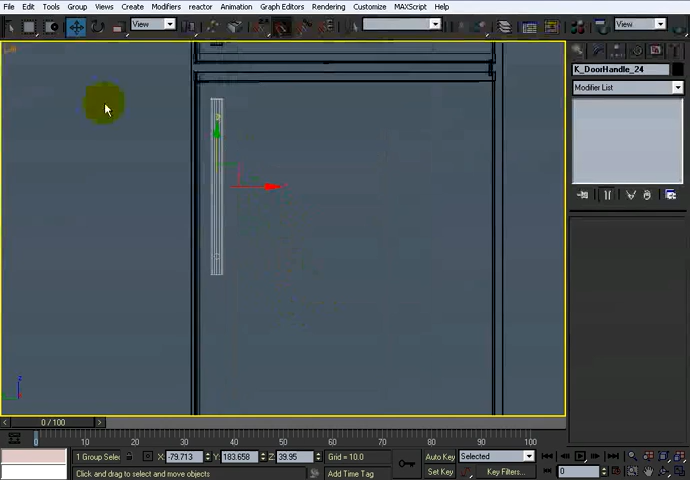 File Edit Tools Group Views Create Modifiers reactor Animation Graph Editors Rendering Customize MAXScript Help
View View
K_DoorHandle_24
Modifier List
z
0 / 100
0 10 20 30 40 50 60 70 80 90 100
1 Group Selec X: -79.713 Y: 183.658 Z: 39.95 Grid = 10.0 Auto Key Selected
Click and drag to select and move objects Add Time Tag Set Key Key Filters... 0